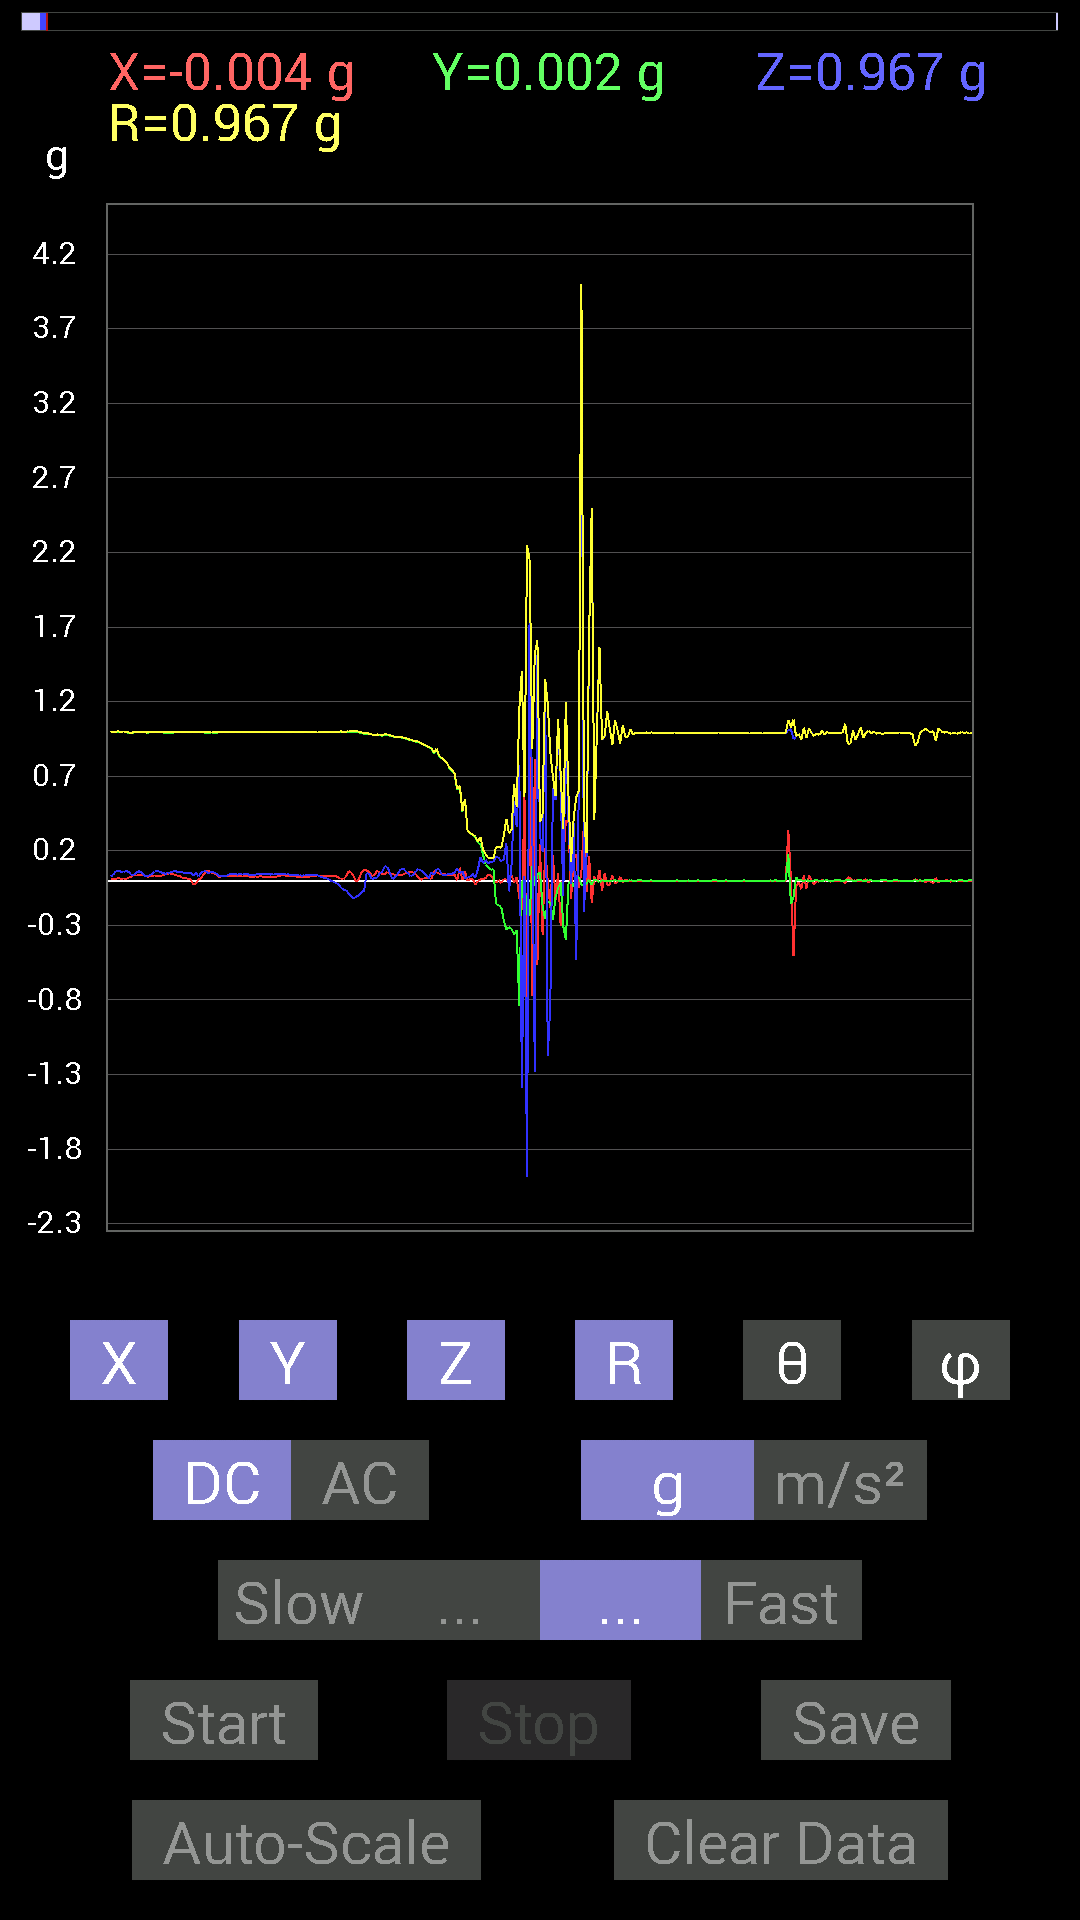 X=-0.004 g Y=0.002 g Z=0.967 g
R=0.967 g
g
4.2
3.7
3.2
2.7
2.2
1.7
1.2
0.7
0.2
-0.3
-0.8
-1.3
-1.8
-2.3
X Y Z R θ φ
DC AC g m/s²
Slow ... ... Fast
Start Stop Save
Auto-Scale Clear Data